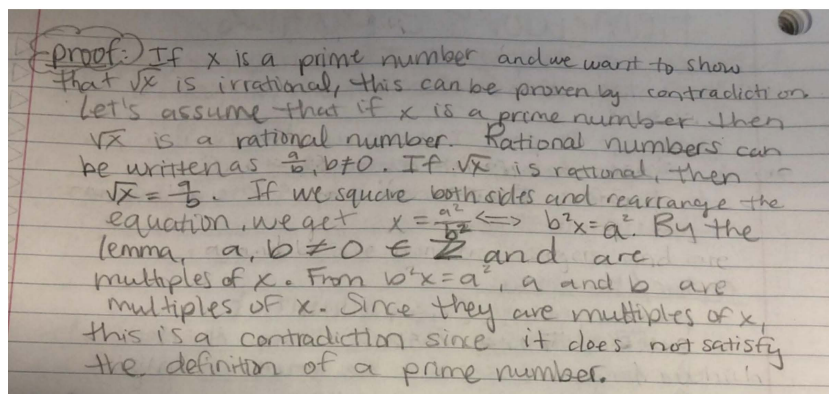 proof: If x is a prime number and we want to show
that √x is irrational, this can be proven by contradiction.
Let's assume that if x is a prime number then
√x is a rational number. Rational numbers can
be written as a/b, b≠0. If √x is rational, then
√x = a/b. If we square both sides and rearrange the
equation, we get x = a²/b² ⟺ b²x=a². By the
lemma, a, b ≠ 0 ∈ ℤ and are
multiples of x. From b²x=a², a and b are
multiples of x. Since they are multiples of x,
this is a contradiction since it does not satisfy
the definition of a prime number.